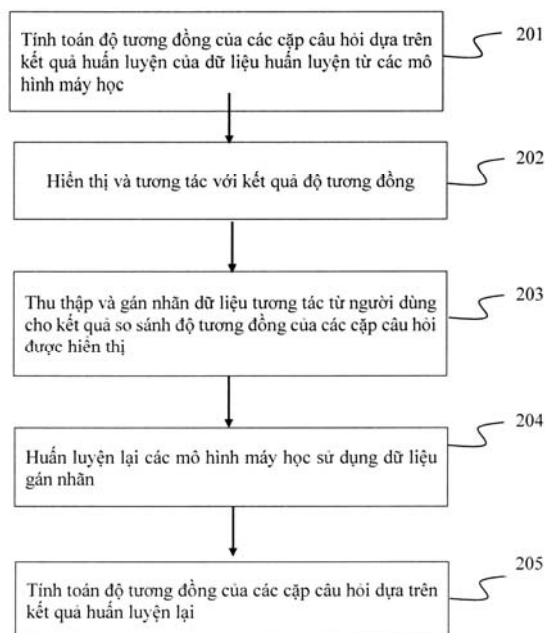 Tính toán độ tương đồng của các cặp câu hỏi dựa trên
kết quả huấn luyện của dữ liệu huấn luyện từ các mô
hình máy học
201
Hiển thị và tương tác với kết quả độ tương đồng
202
Thu thập và gán nhãn dữ liệu tương tác từ người dùng
cho kết quả so sánh độ tương đồng của các cặp câu hỏi
được hiển thị
203
Huấn luyện lại các mô hình máy học sử dụng dữ liệu
gán nhãn
204
Tính toán độ tương đồng của các cặp câu hỏi dựa trên
kết quả huấn luyện lại
205